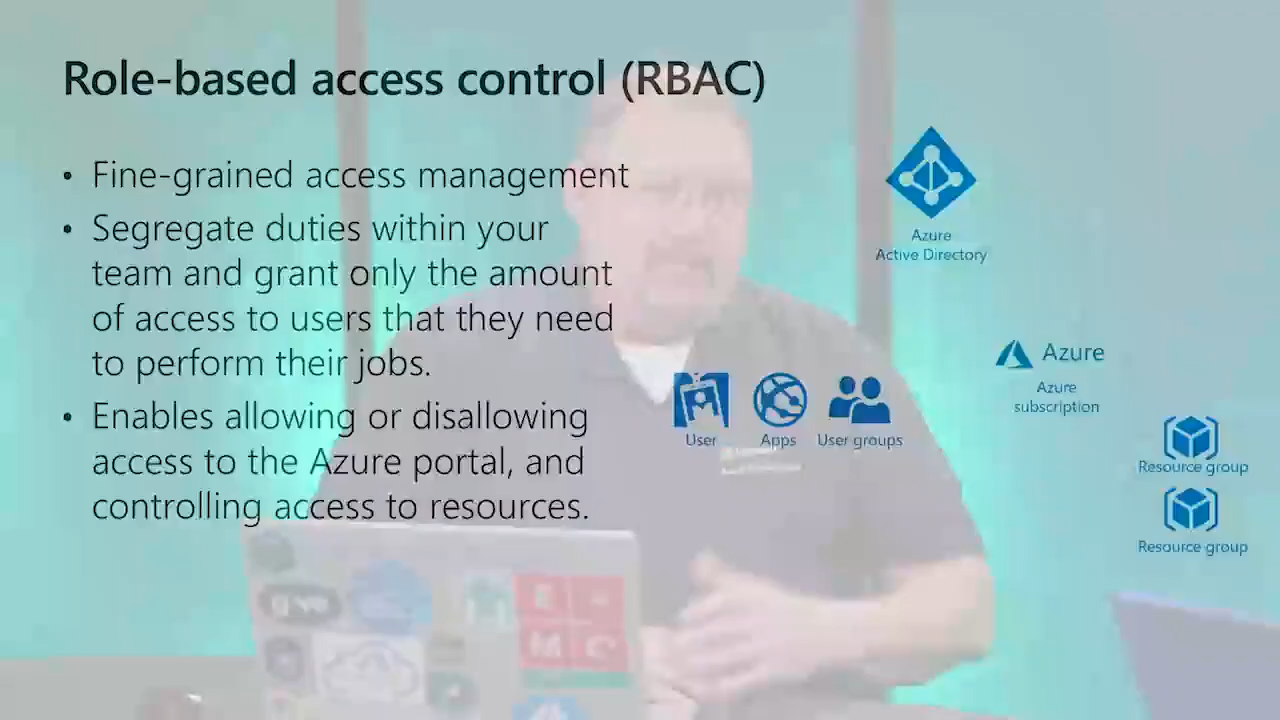 Role-based access control (RBAC)
• Fine-grained access management
• Segregate duties within your
team and grant only the amount
of access to users that they need
to perform their jobs.
• Enables allowing or disallowing
access to the Azure portal, and
controlling access to resources.
Azure
Active Directory
Azure
Azure
subscription
User
Apps
User groups
Resource group
Resource group